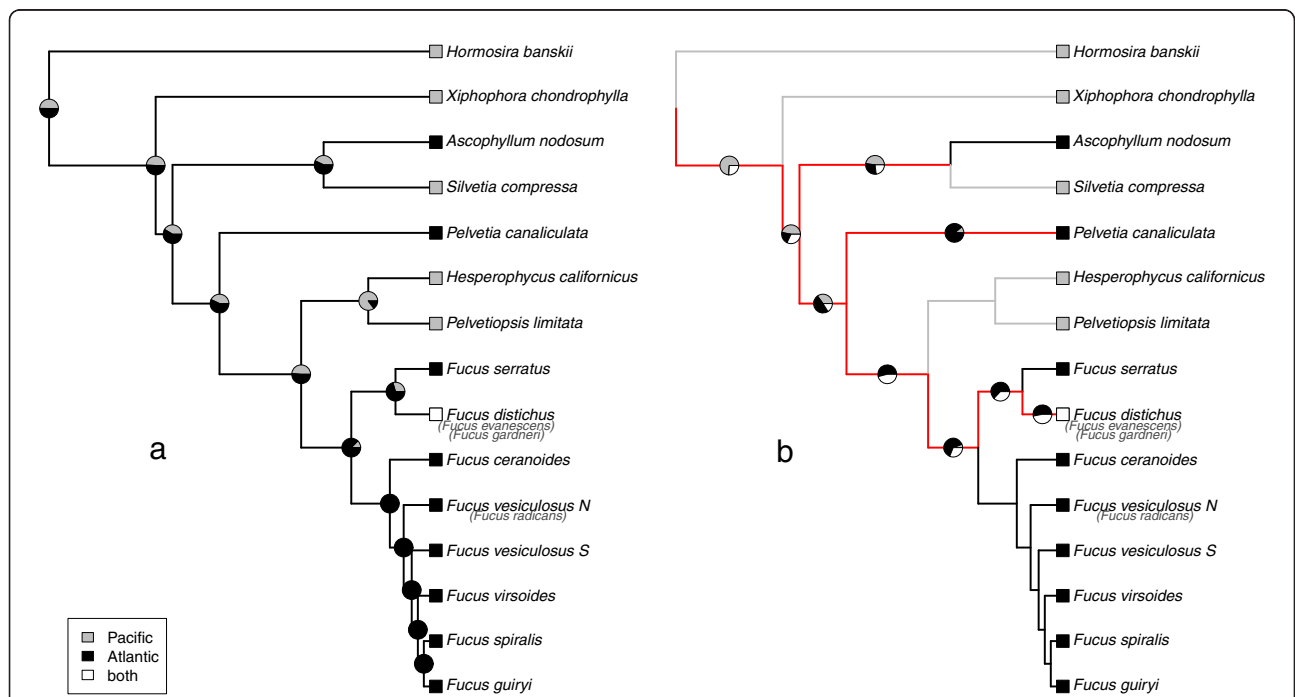 Hormosira banskii
Xiphophora chondrophylla
Ascophyllum nodosum
Silvetia compressa
Pelvetia canaliculata
Hesperophycus californicus
Pelvetiopsis limitata
Fucus serratus
Fucus distichus
(Fucus evanescens)
(Fucus gardneri)
a
Fucus ceranoides
Fucus vesiculosus N
(Fucus radicans)
Fucus vesiculosus S
Fucus virsoides
Fucus spiralis
Fucus guiryi
Pacific
Atlantic
both
Hormosira banskii
Xiphophora chondrophylla
Ascophyllum nodosum
Silvetia compressa
Pelvetia canaliculata
Hesperophycus californicus
Pelvetiopsis limitata
Fucus serratus
Fucus distichus
(Fucus evanescens)
(Fucus gardneri)
b
Fucus ceranoides
Fucus vesiculosus N
(Fucus radicans)
Fucus vesiculosus S
Fucus virsoides
Fucus spiralis
Fucus guiryi